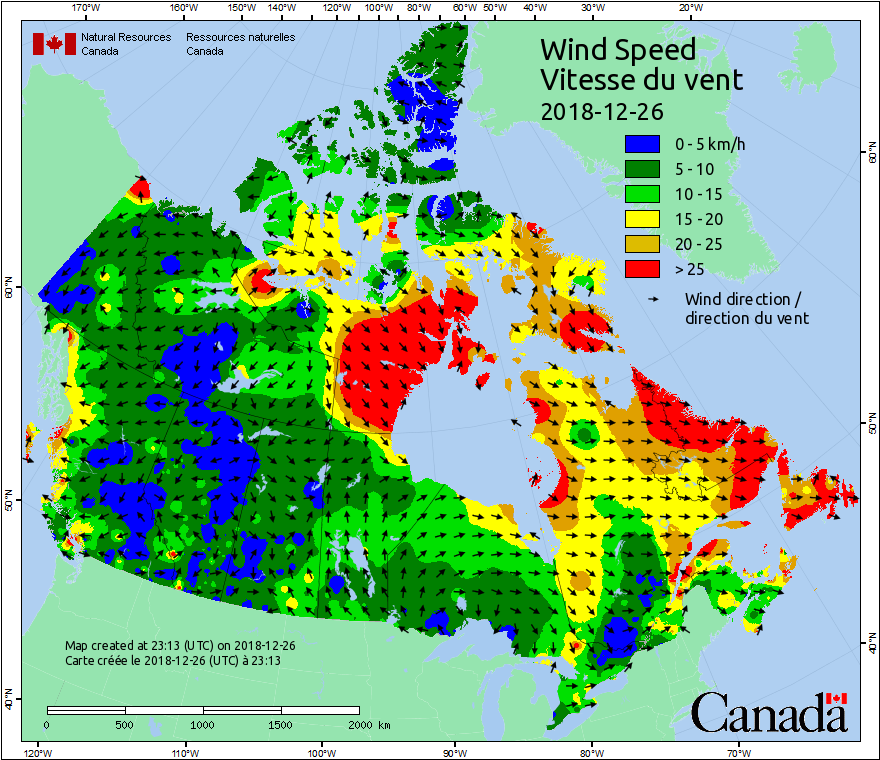 170°W 160°W 150°W 140°W 130°W 120°W 100°W 80°W 60°W 50°W 40°W 30°W 20°W
Natural Resources Ressources naturelles
Canada Canada
Wind Speed
Vitesse du vent
2018-12-26
0 - 5 km/h
5 - 10
10 - 15
15 - 20
20 - 25
> 25
Wind direction /
direction du vent
60°N
60°N
50°N
50°N
40°N
40°N
Map created at 23:13 (UTC) on 2018-12-26
Carte créée le 2018-12-26 (UTC) à 23:13
0 500 1000 1500 2000 km
Canada
120°W 110°W 100°W 90°W 80°W 70°W